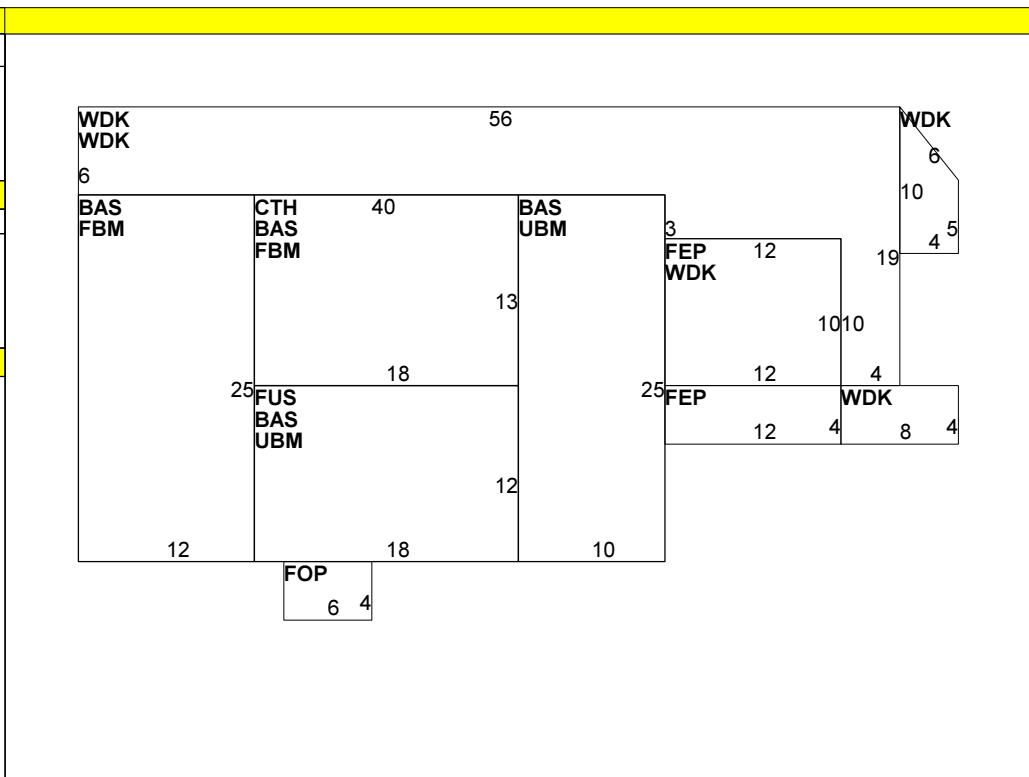 WDK 56 WDK
WDK
6
6
10
BAS CTH 40 BAS
FBM BAS UBM
FBM
3
5
4
FEP 12
WDK
19
13
10 10
18 12 4
25 FUS 25 FEP WDK
BAS
UBM
12 4 8 4
12
12 18 10
FOP
6 4